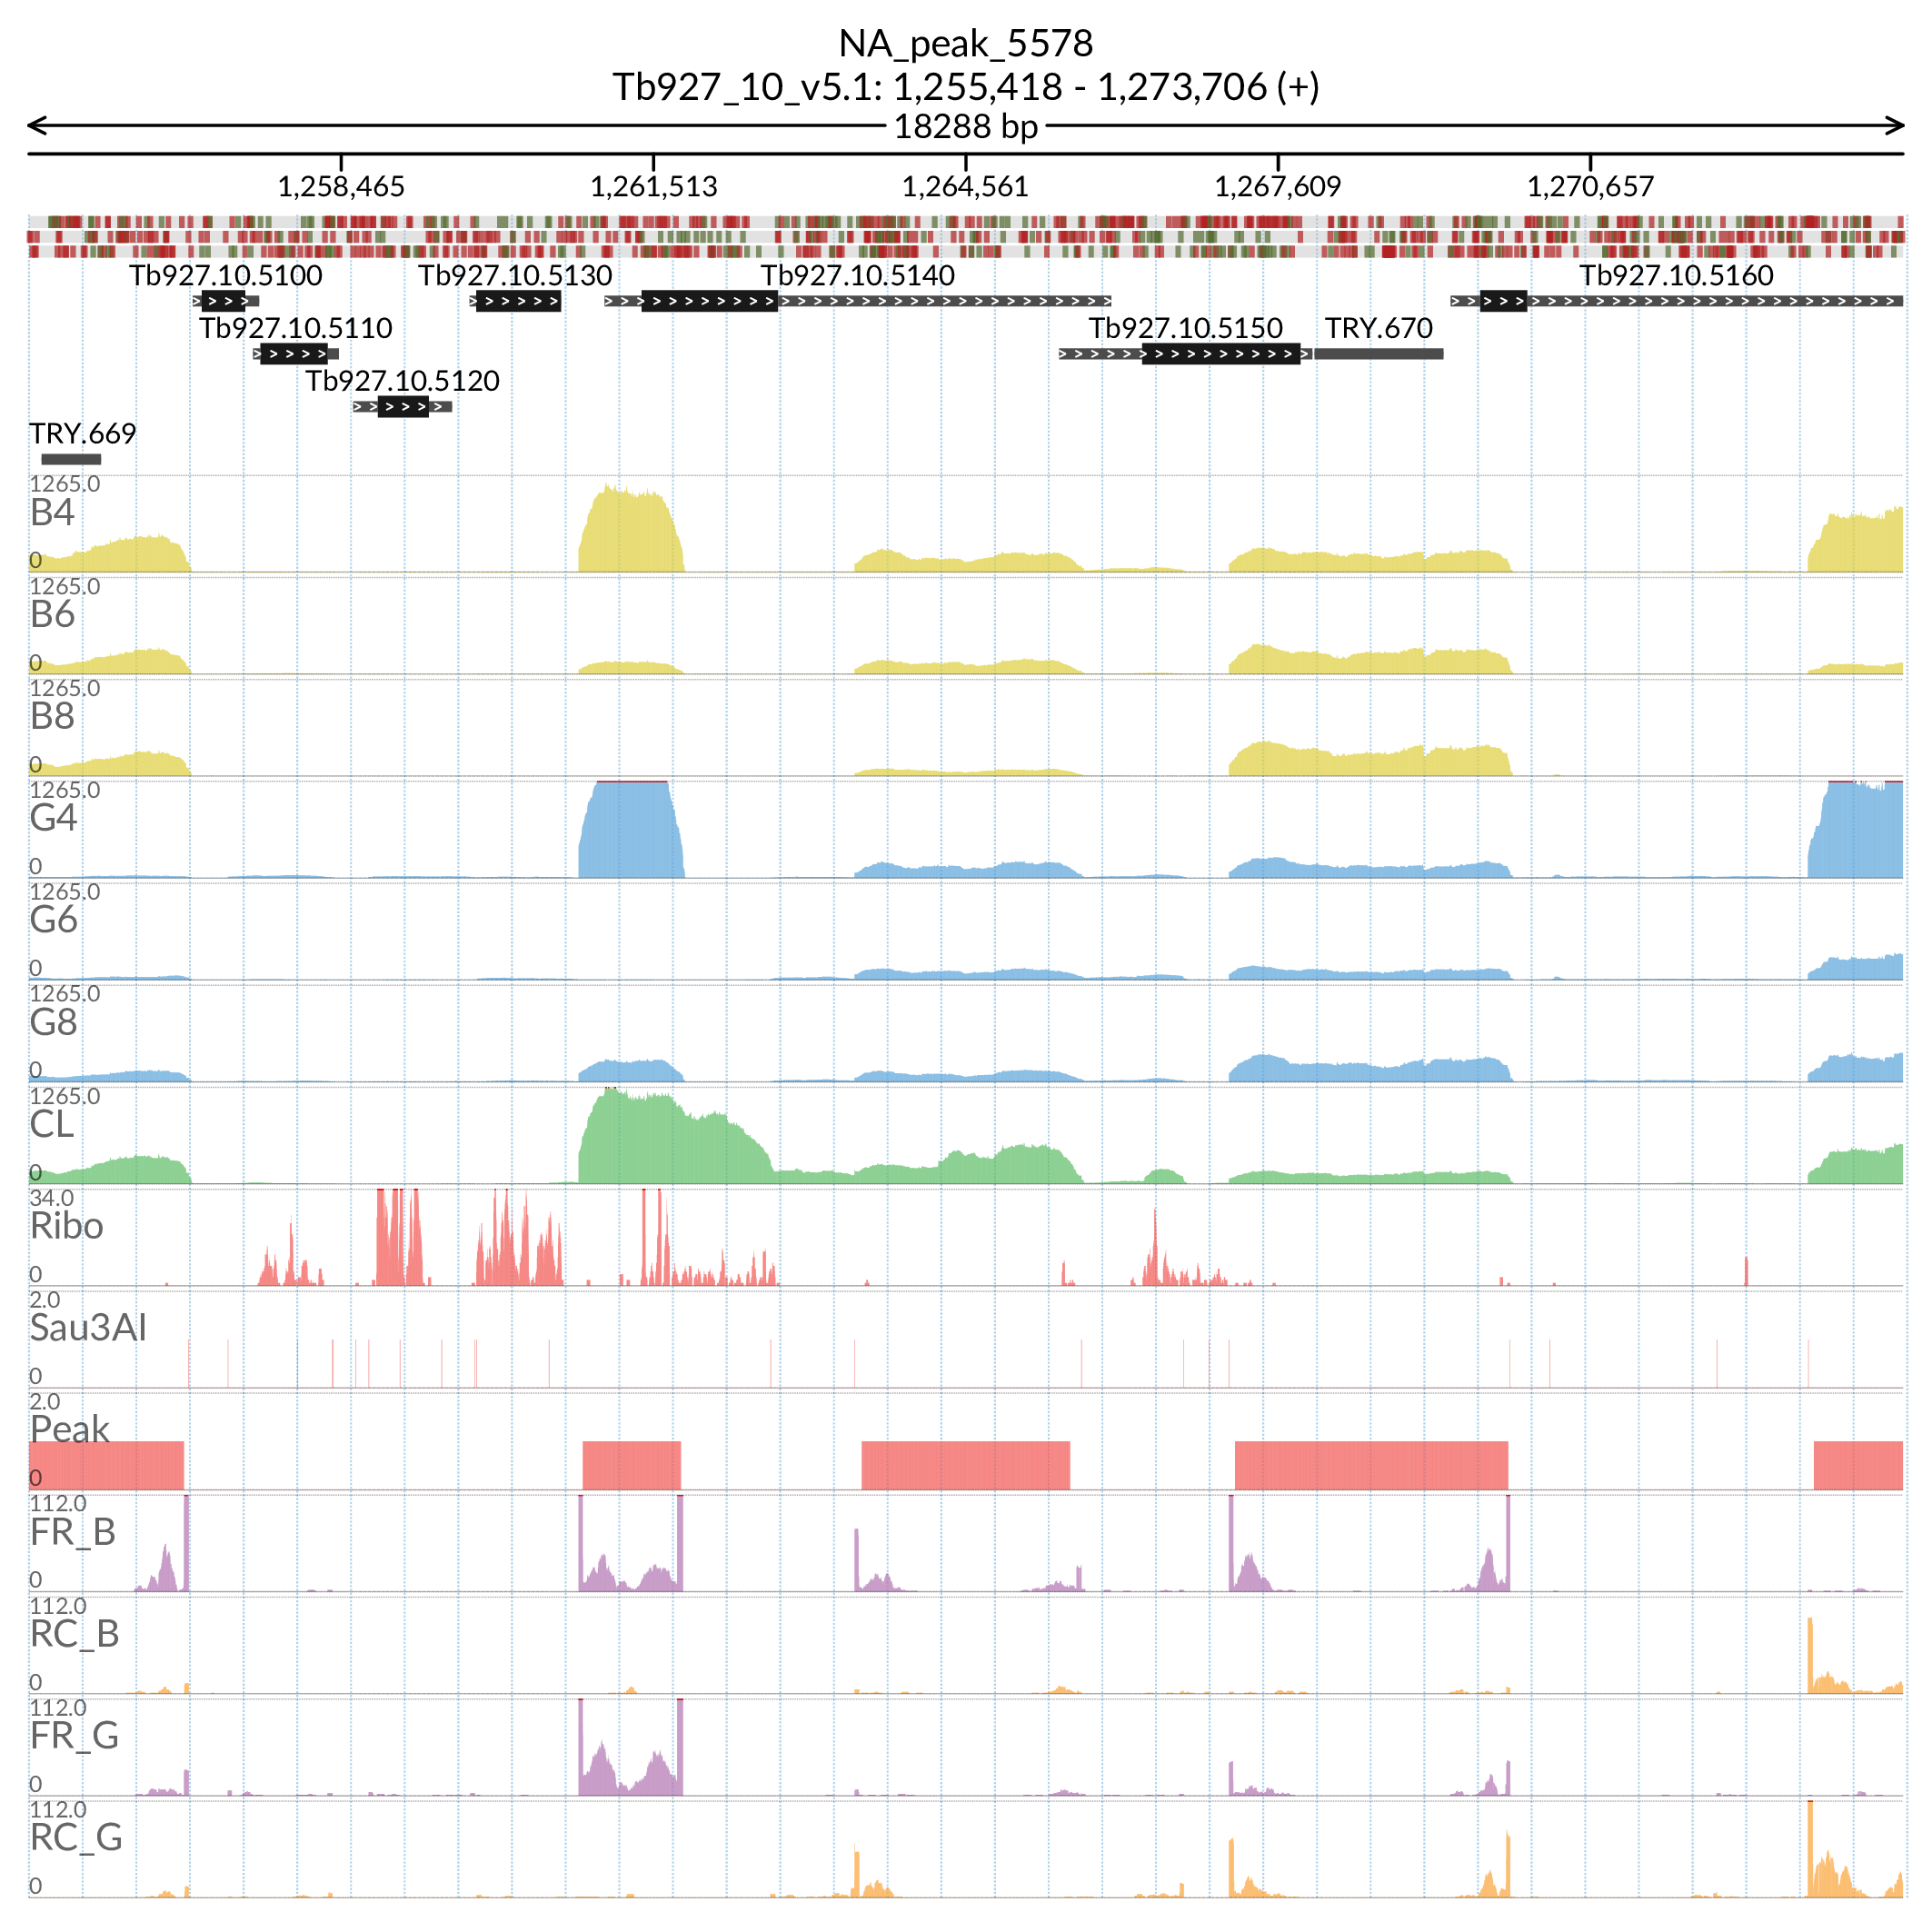 NA_peak_5578
Tb927_10_v5.1: 1,255,418 - 1,273,706 (+)
18288 bp
1,258,465 1,261,513 1,264,561 1,267,609 1,270,657
Tb927.10.5100 Tb927.10.5130 Tb927.10.5140 Tb927.10.5160
Tb927.10.5110 Tb927.10.5150 TRY.670
Tb927.10.5120
TRY.669
1265.0
B4
0
1265.0
B6
0
1265.0
B8
0
1265.0
G4
0
1265.0
G6
0
1265.0
G8
0
1265.0
CL
0
34.0
Ribo
0
2.0
Sau3AI
0
2.0
Peak
0
112.0
FR_B
0
112.0
RC_B
0
112.0
FR_G
0
112.0
RC_G
0